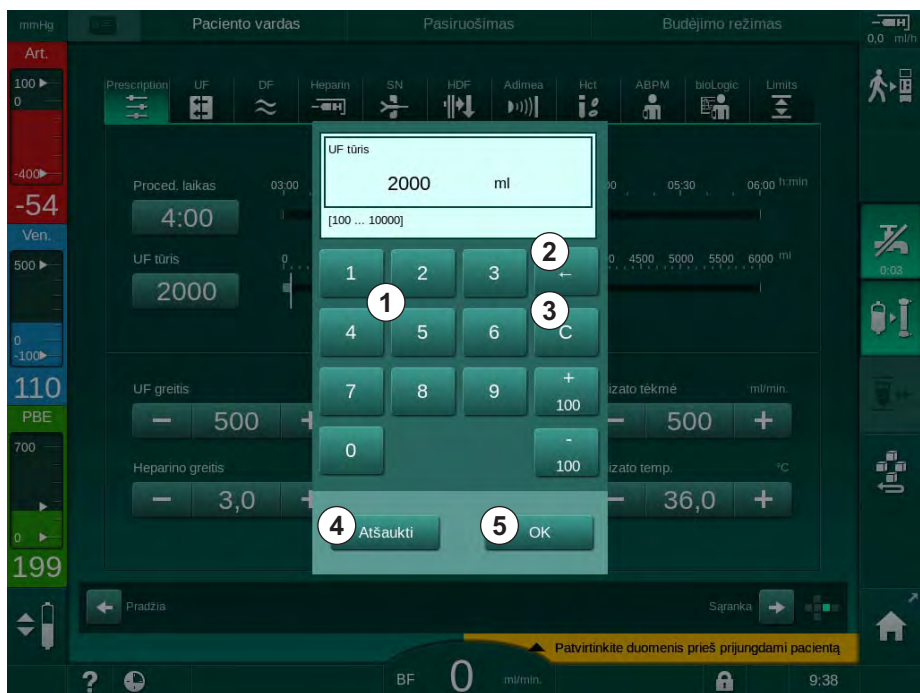 mmHg
Paciento vardas
Pasiruošimas
Budėjimo režimas
0,0 ml/h
Art.
100
0
-400
-54
Ven.
500
0
-100
110
PBE
700
0
199
Prescription
UF
DF
Heparin
SN
HDF
Adimea
Hct
ABPM
bioLogic
Limits
UF tūris
2000 ml
[100 ... 10000]
Proced. laikas
4:00
03:00
05:30
06:00 h:min
UF tūris
2000
0
4500 5000 5500 6000 ml
1 2 3 ←
4 5 6 C
7 8 9 + 100
0 - 100
1
2
3
UF greitis
− 500 +
ml/min.
− 500 +
Heparino greitis
− 3,0 +
°C
− 36,0 +
4
Atšaukti
5
OK
0:03
Pradžia
Sąranka
Patvirtinkite duomenis prieš prijungdami pacientą
?
BF 0 ml/min.
9:38